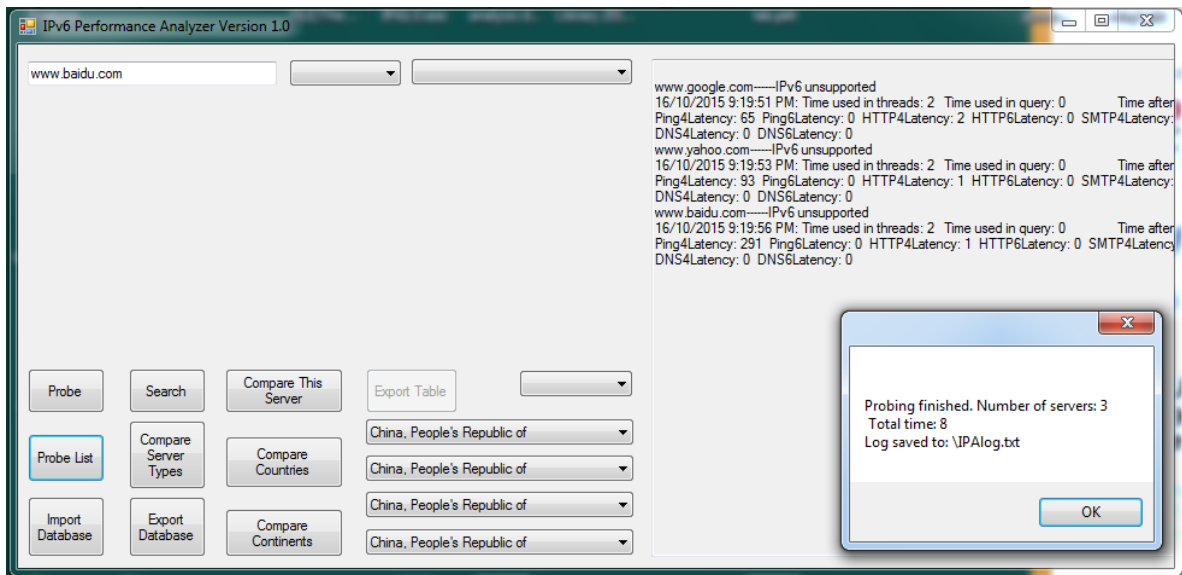 IPv6 Performance Analyzer Version 1.0
www.baidu.com
www.google.com------IPv6 unsupported
16/10/2015 9:19:51 PM: Time used in threads: 2 Time used in query: 0 Time after
Ping4Latency: 65 Ping6Latency: 0 HTTP4Latency: 2 HTTP6Latency: 0 SMTP4Latency:
DNS4Latency: 0 DNS6Latency: 0
www.yahoo.com------IPv6 unsupported
16/10/2015 9:19:53 PM: Time used in threads: 2 Time used in query: 0 Time after
Ping4Latency: 93 Ping6Latency: 0 HTTP4Latency: 1 HTTP6Latency: 0 SMTP4Latency:
DNS4Latency: 0 DNS6Latency: 0
www.baidu.com------IPv6 unsupported
16/10/2015 9:19:56 PM: Time used in threads: 2 Time used in query: 0 Time after
Ping4Latency: 291 Ping6Latency: 0 HTTP4Latency: 1 HTTP6Latency: 0 SMTP4Latency
DNS4Latency: 0 DNS6Latency: 0
Probe
Search
Compare This
Server
Export Table
Probe List
Compare
Server
Types
Compare
Countries
China, People's Republic of
China, People's Republic of
Import
Database
Export
Database
Compare
Continents
China, People's Republic of
China, People's Republic of
Probing finished. Number of servers: 3
Total time: 8
Log saved to: \IPAlog.txt
OK